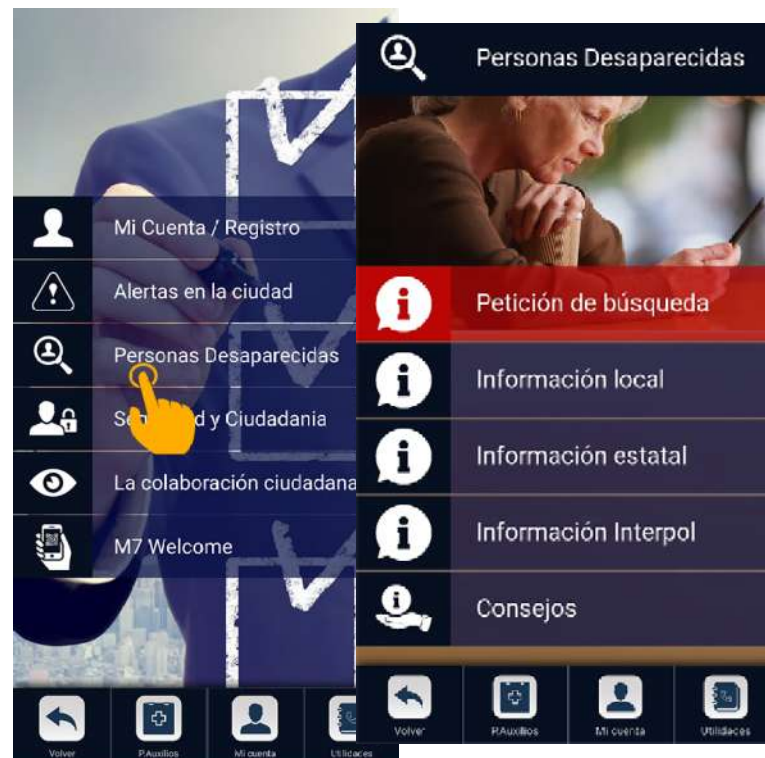 Mi Cuenta / Registro
Alertas en la ciudad
Personas Desaparecidas
y Ciudadania
La colaboración ciudadana
M7 Welcome
Volver
P.Auxilios
Mi cuenta
Utilidades
Personas Desaparecidas
Petición de búsqueda
Información local
Información estatal
Información Interpol
Consejos
Volver
P.Auxilios
Mi cuenta
Utilidades